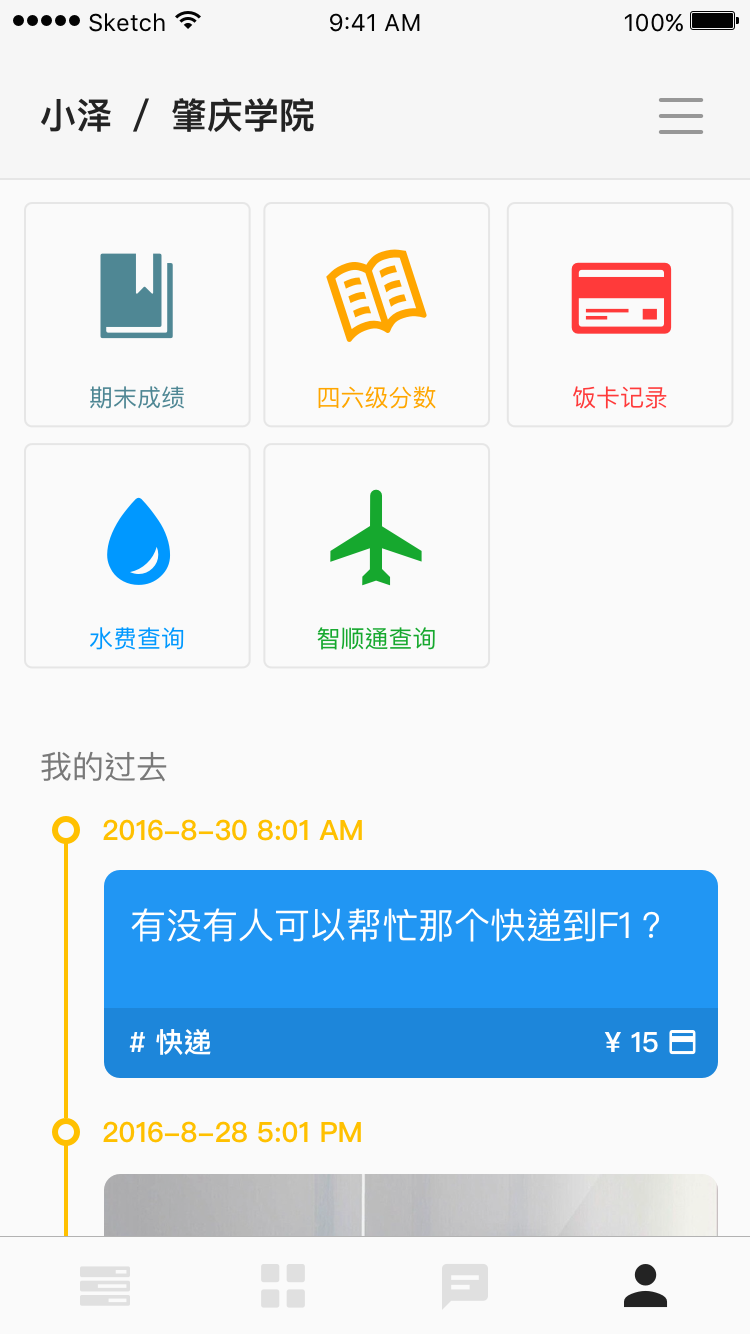 ●●●●● Sketch 9:41 AM 100%
小泽 / 肇庆学院
期末成绩 四六级分数 饭卡记录
水费查询 智顺通查询
我的过去
2016-8-30 8:01 AM
有没有人可以帮忙那个快递到F1？
# 快递 ¥ 15
2016-8-28 5:01 PM